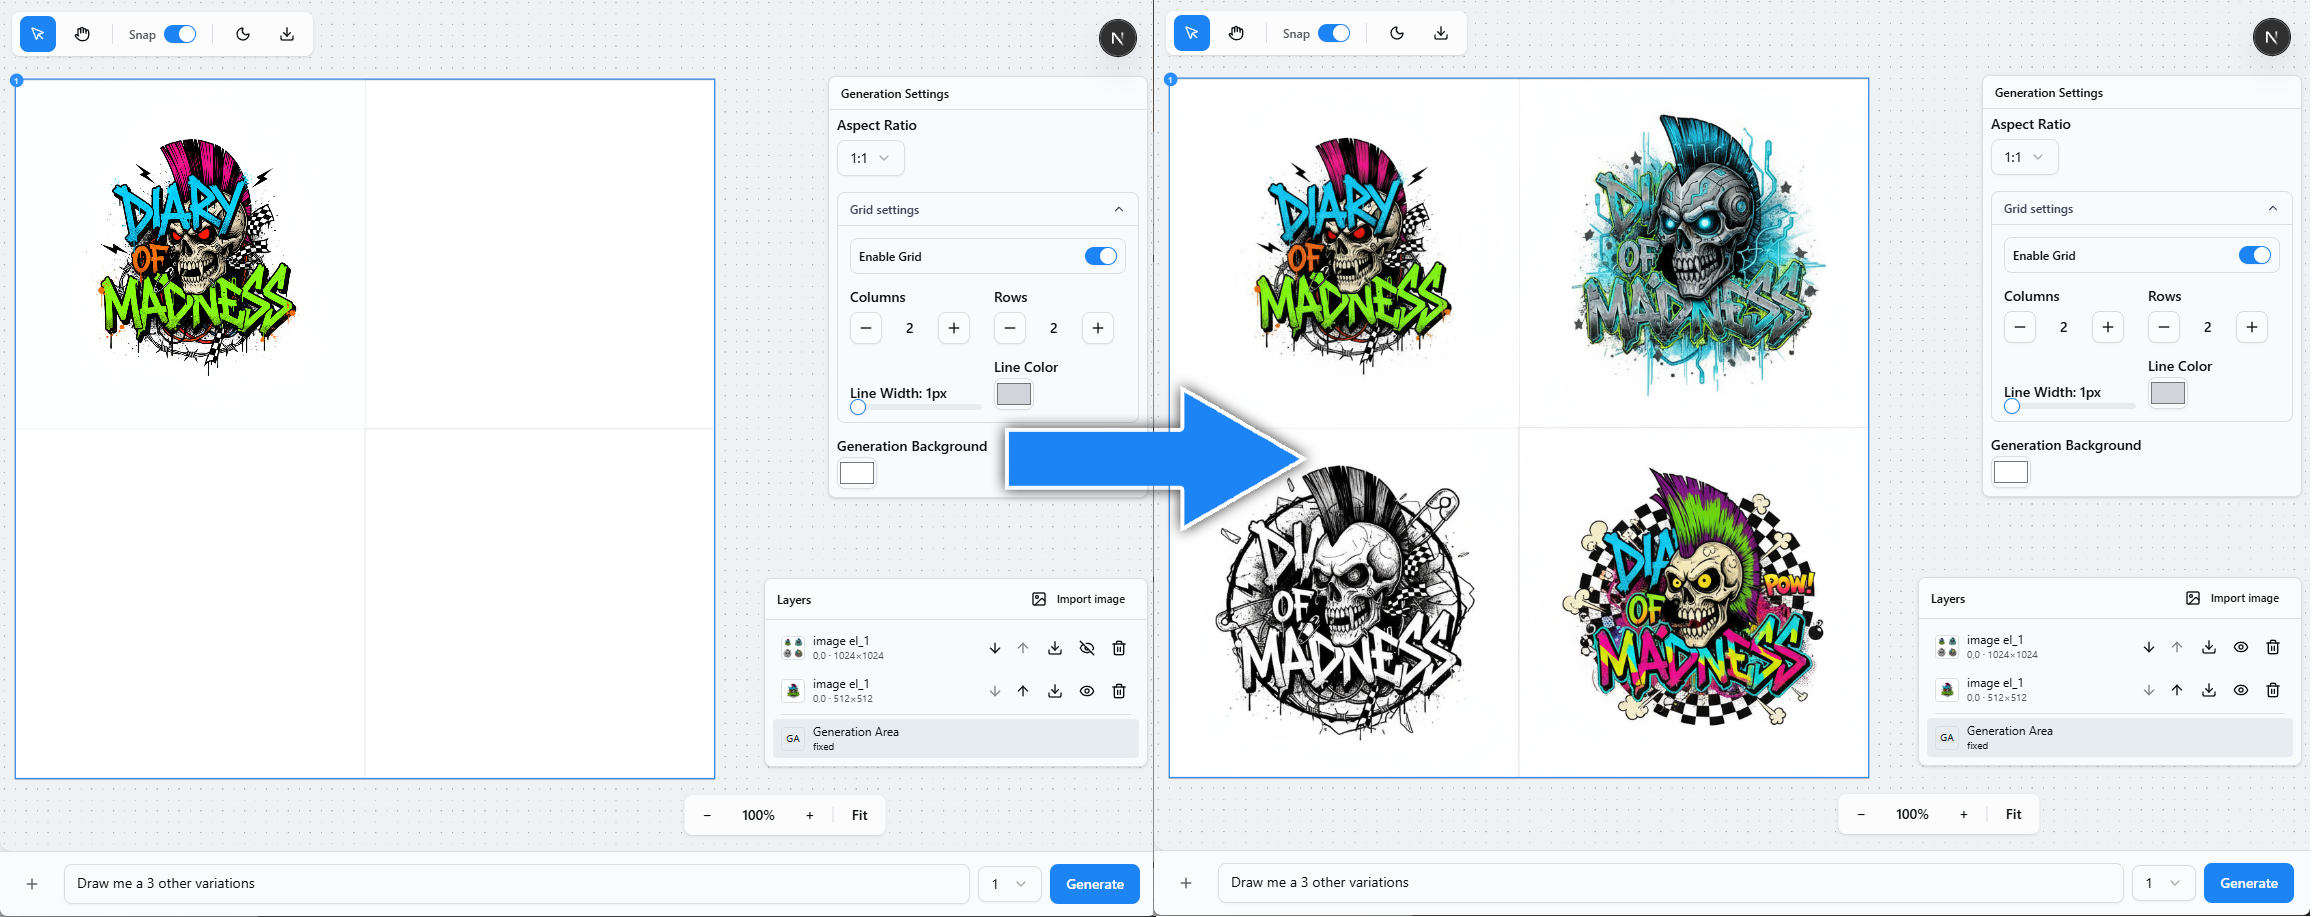 Snap
N
1
DIARY
OF
MADNESS
Generation Settings
Aspect Ratio
1:1
Grid settings
Enable Grid
Columns
Rows
2
2
Line Color
Line Width: 1px
Generation Background
Layers
Import image
image el_1
0,0 · 1024×1024
image el_1
0,0 · 512×512
GA
Generation Area
fixed
− 100% + Fit
Draw me a 3 other variations
1
Generate
Snap
N
1
DIARY
OF
MADNESS
DI
OF
MADNESS
DI
OF
MADNESS
DIA
OF
MADNESS
POW!
Generation Settings
Aspect Ratio
1:1
Grid settings
Enable Grid
Columns
Rows
2
2
Line Color
Line Width: 1px
Generation Background
Layers
Import image
image el_1
0,0 · 1024×1024
image el_1
0,0 · 512×512
GA
Generation Area
fixed
− 100% + Fit
Draw me a 3 other variations
1
Generate